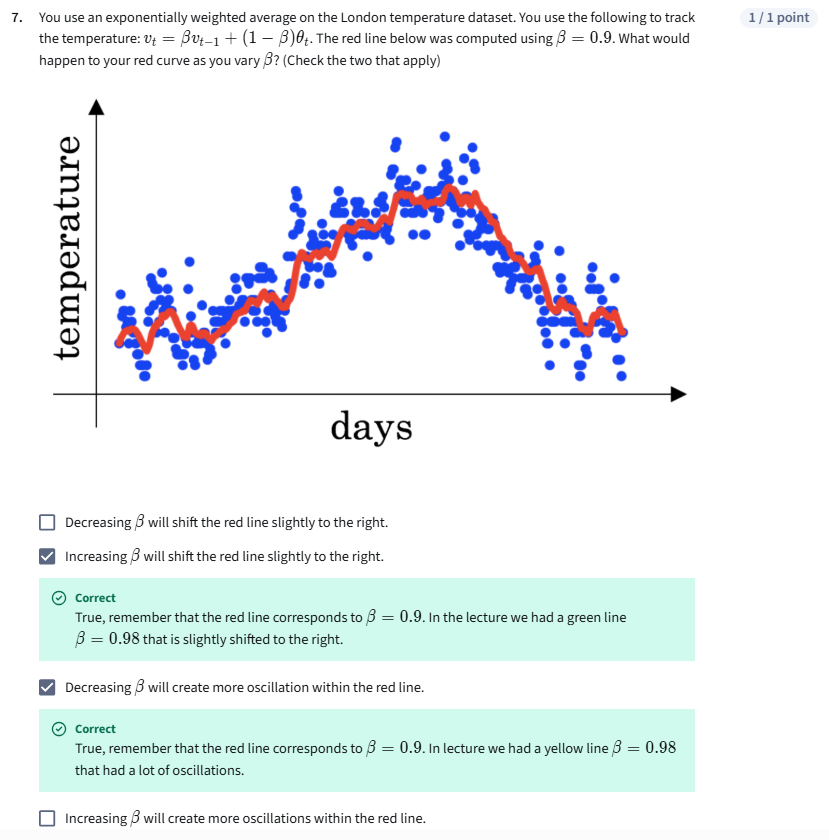 7. You use an exponentially weighted average on the London temperature dataset. You use the following to track
1 / 1 point
the temperature: vₜ = βvₜ₋₁ + (1 − β)θₜ. The red line below was computed using β = 0.9. What would
happen to your red curve as you vary β? (Check the two that apply)
temperature
days
Decreasing β will shift the red line slightly to the right.
Increasing β will shift the red line slightly to the right.
Correct
True, remember that the red line corresponds to β = 0.9. In the lecture we had a green line
β = 0.98 that is slightly shifted to the right.
Decreasing β will create more oscillation within the red line.
Correct
True, remember that the red line corresponds to β = 0.9. In lecture we had a yellow line β = 0.98
that had a lot of oscillations.
Increasing β will create more oscillations within the red line.